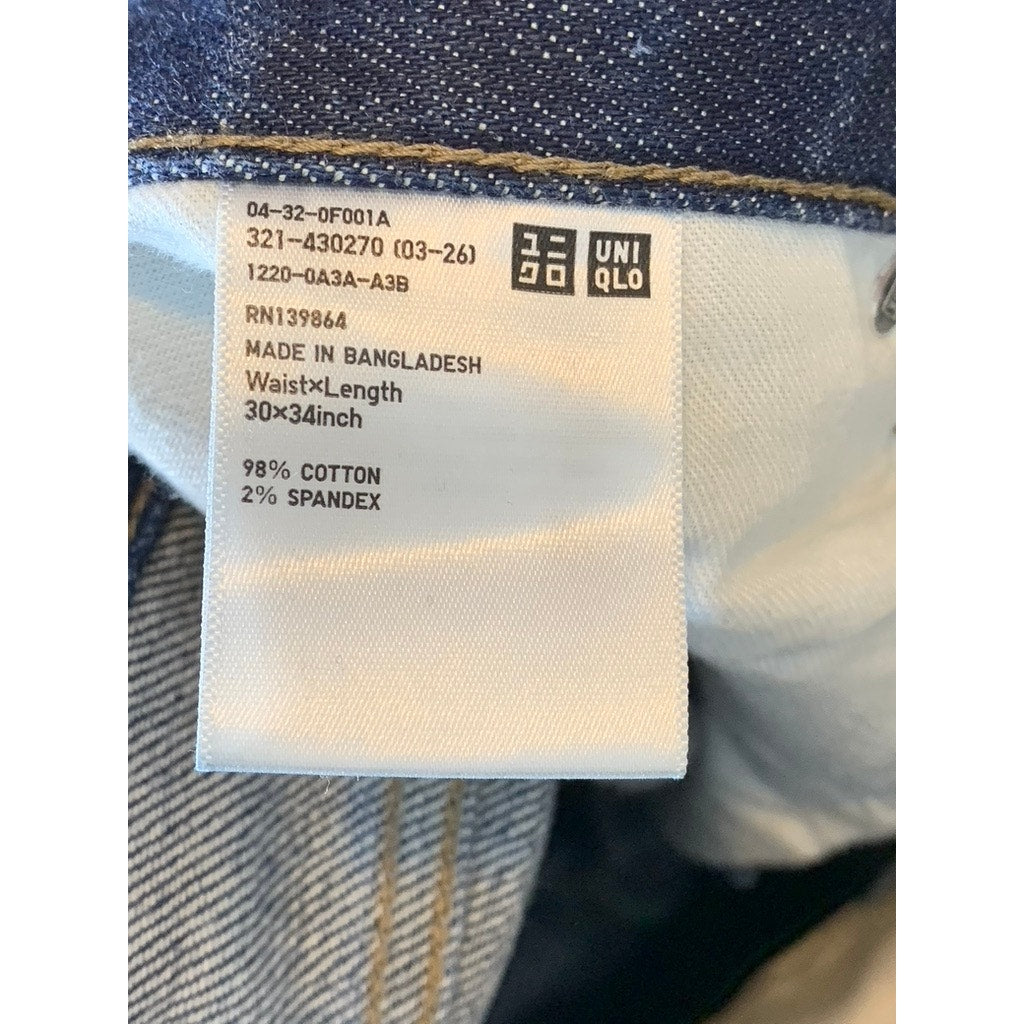 04-32-0F001A
321-430270 (03-26)
1220-0A3A-A3B
ユニ
クロ
UNI
QLO
RN139864
MADE IN BANGLADESH
Waist×Length
30×34inch
98% COTTON
2% SPANDEX